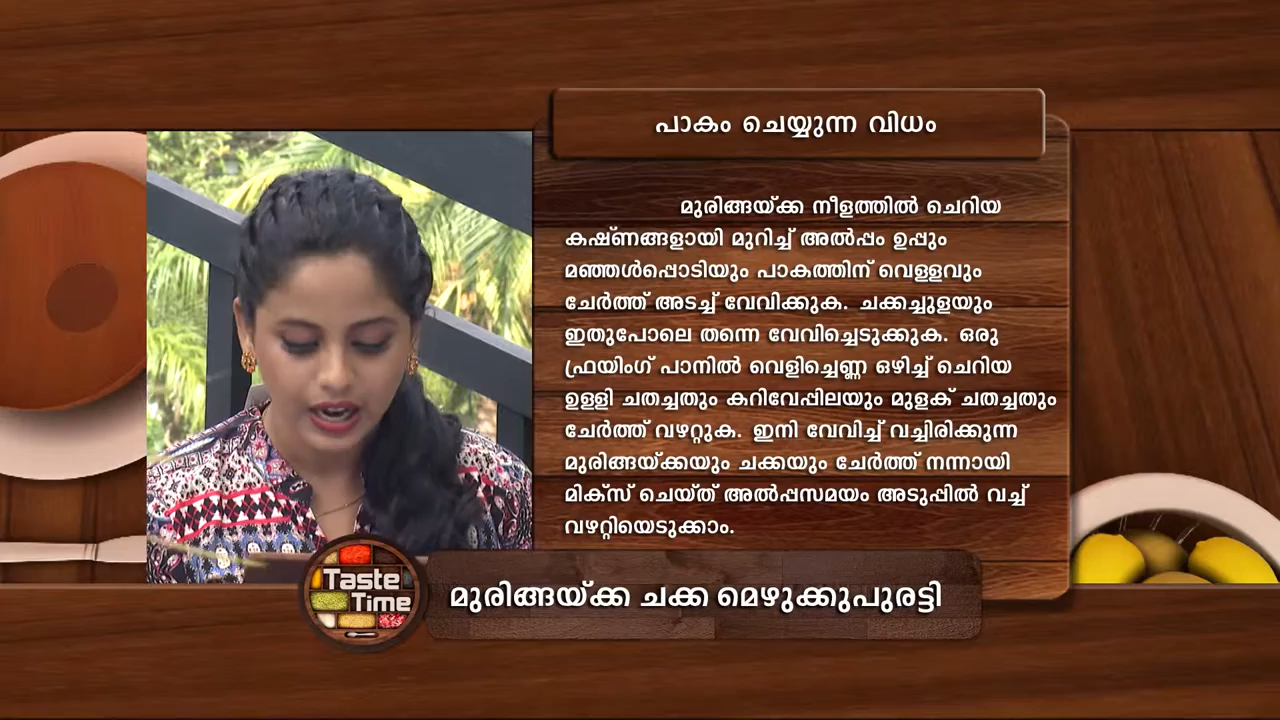 പാകം ചെയ്യുന്ന വിധം
മുരിങ്ങയ്ക്ക നീളത്തിൽ ചെറിയ
കഷ്ണങ്ങളായി മുറിച്ച് അൽപ്പം ഉപ്പും
മഞ്ഞൾപ്പൊടിയും പാകത്തിന് വെള്ളവും
ചേർത്ത് അടച്ച് വേവിക്കുക. ചക്കച്ചുളയും
ഇതുപോലെ തന്നെ വേവിച്ചെടുക്കുക. ഒരു
ഫ്രയിംഗ് പാനിൽ വെളിച്ചെണ്ണ ഒഴിച്ച് ചെറിയ
ഉള്ളി ചതച്ചതും കറിവേപ്പിലയും മുളക് ചതച്ചതും
ചേർത്ത് വഴറ്റുക. ഇനി വേവിച്ച് വച്ചിരിക്കുന്ന
മുരിങ്ങയ്ക്കയും ചക്കയും ചേർത്ത് നന്നായി
മിക്സ് ചെയ്ത് അൽപ്പസമയം അടുപ്പിൽ വച്ച്
വഴറ്റിയെടുക്കാം.
Taste
Time
മുരിങ്ങയ്ക്ക ചക്ക മെഴുക്കുപുരട്ടി